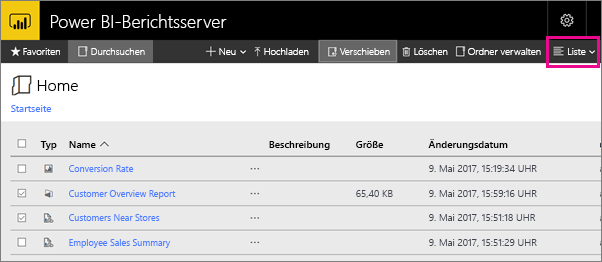 Power BI-Berichtsserver
Favoriten Durchsuchen Neu Hochladen Verschieben Löschen Ordner verwalten Liste
Home
Startseite
Typ Name Beschreibung Größe Änderungsdatum
Conversion Rate ... 9. Mai 2017, 15:19:34 UHR
Customer Overview Report ... 65,40 KB 9. Mai 2017, 15:59:16 UHR
Customers Near Stores ... 9. Mai 2017, 15:51:18 UHR
Employee Sales Summary ... 9. Mai 2017, 15:51:29 UHR